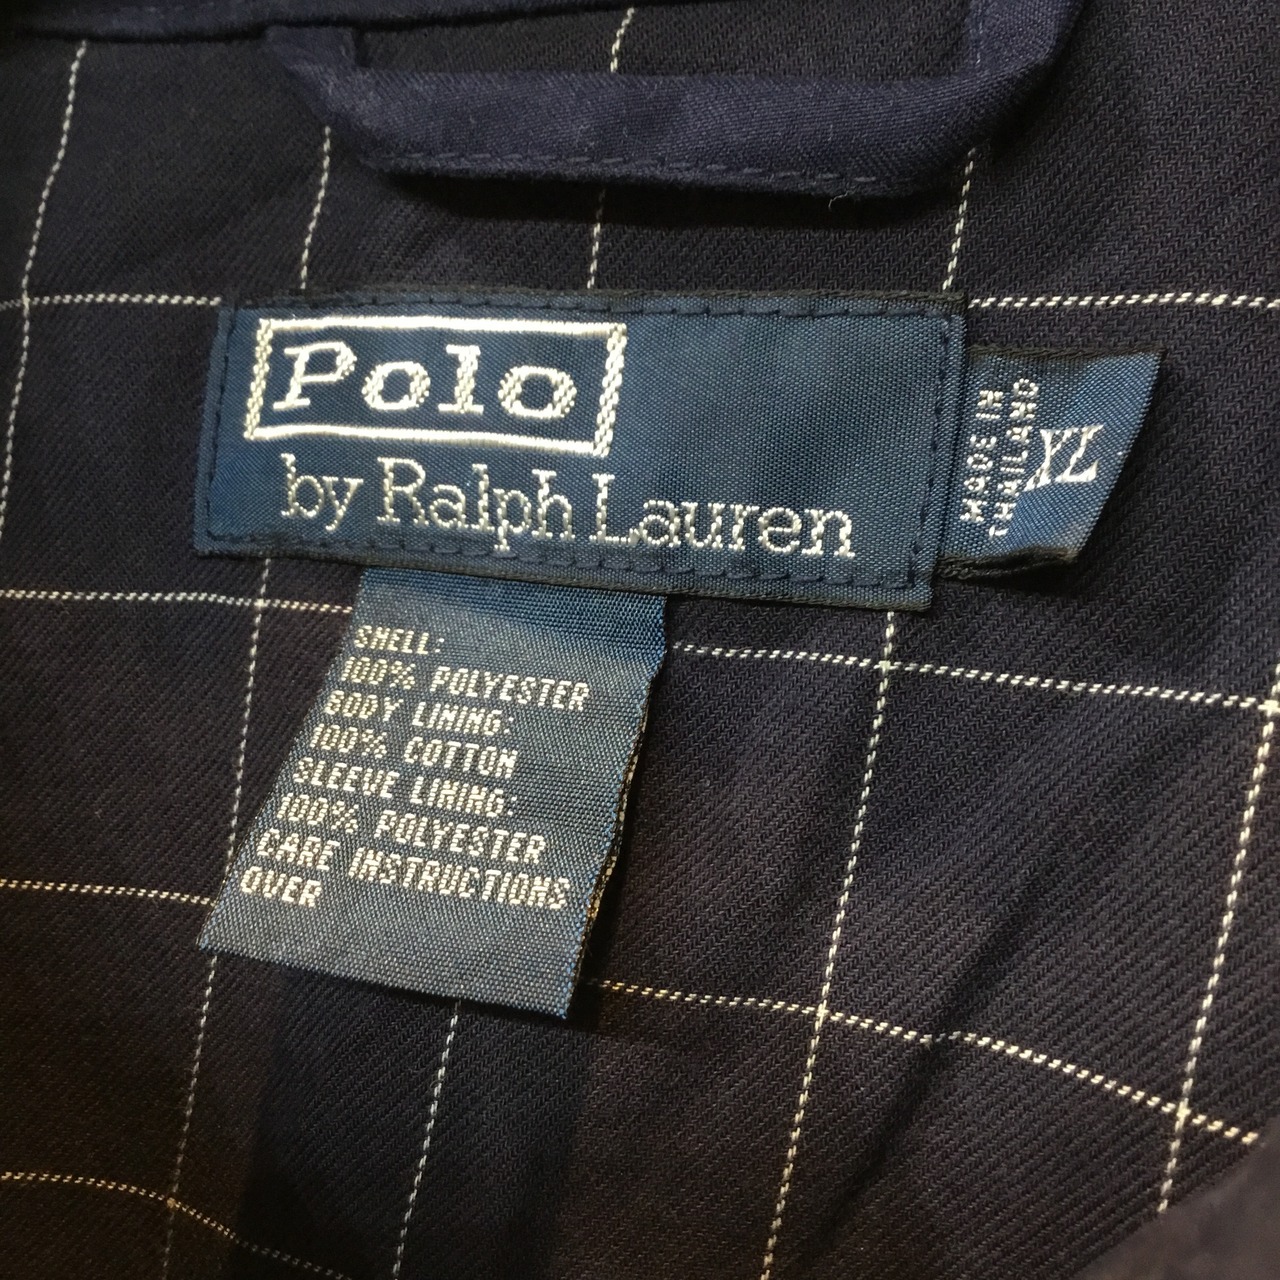 Polo
by Ralph Lauren
MADE IN
THAILAND
XL
SHELL:
100% POLYESTER
BODY LINING:
100% COTTON
SLEEVE LINING:
100% POLYESTER
CARE INSTRUCTIONS
OVER